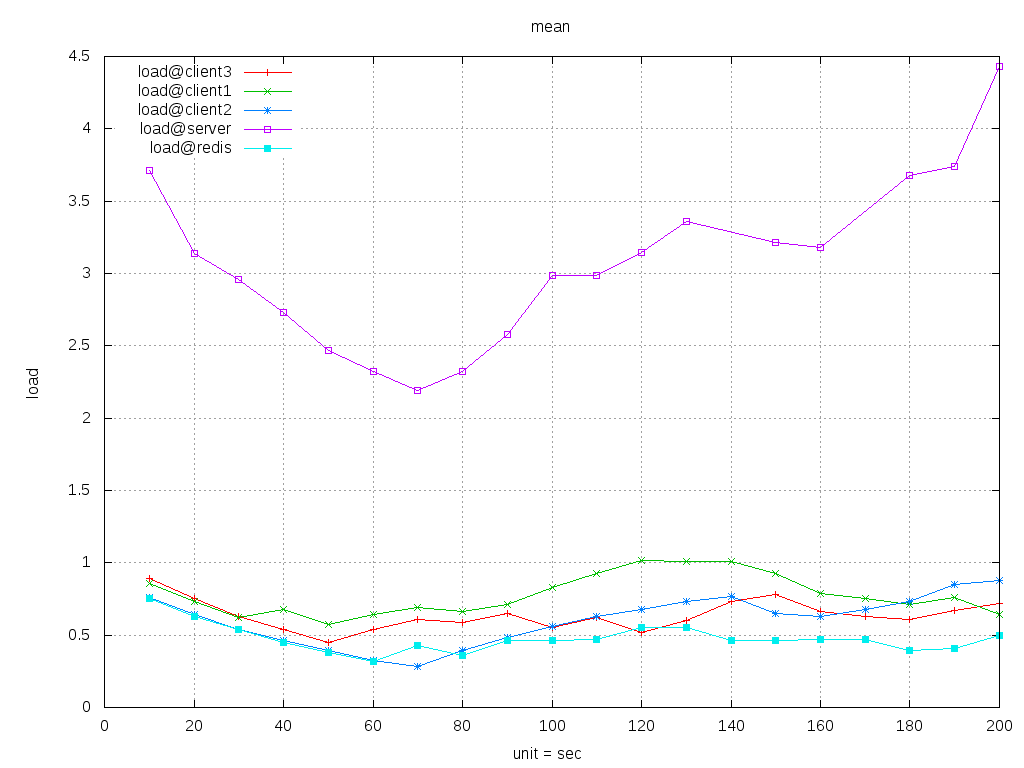 mean
4.5
4
3.5
3
2.5
2
1.5
1
0.5
0
load
load@client3
load@client1
load@client2
load@server
load@redis
0 20 40 60 80 100 120 140 160 180 200
unit = sec